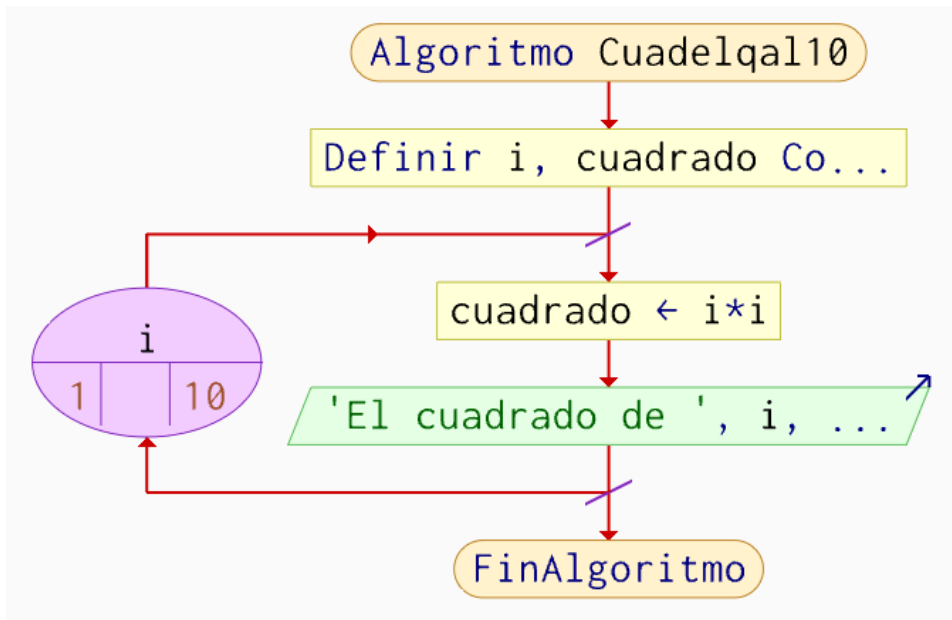 Algoritmo Cuadelqal10
Definir i, cuadrado Co...
cuadrado ← i*i
i
1 10
'El cuadrado de ', i, ...
FinAlgoritmo